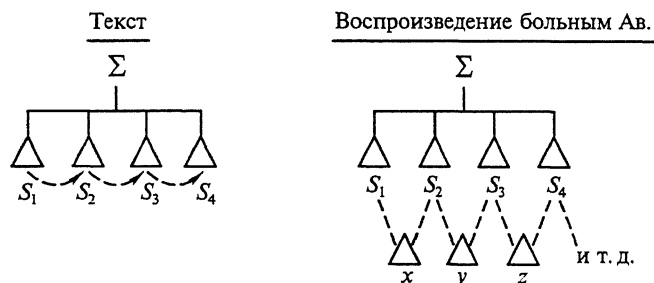 Текст
Воспроизведение больным Ав.
Σ
Σ
S₁ S₂ S₃ S₄
S₁ S₂ S₃ S₄
x y z и т. д.